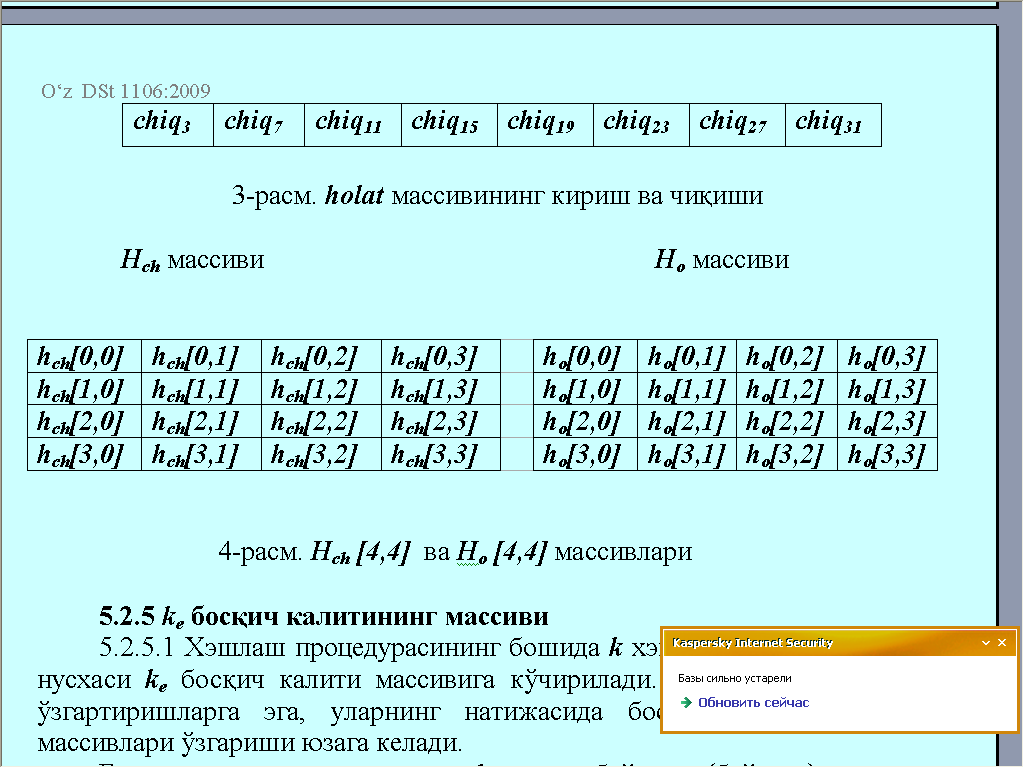 O‘z DSt 1106:2009
chiq3 chiq7 chiq11 chiq15 chiq19 chiq23 chiq27 chiq31
3-расм. holat массивининг кириш ва чиқиши
Hch массиви Ho массиви
hch[0,0] hch[0,1] hch[0,2] hch[0,3] ho[0,0] ho[0,1] ho[0,2] ho[0,3]
hch[1,0] hch[1,1] hch[1,2] hch[1,3] ho[1,0] ho[1,1] ho[1,2] ho[1,3]
hch[2,0] hch[2,1] hch[2,2] hch[2,3] ho[2,0] ho[2,1] ho[2,2] ho[2,3]
hch[3,0] hch[3,1] hch[3,2] hch[3,3] ho[3,0] ho[3,1] ho[3,2] ho[3,3]
4-расм. Hch [4,4] ва Ho [4,4] массивлари
5.2.5 ke босқич калитининг массиви
5.2.5.1 Хэшлаш процедурасининг бошида k
нусхаси ke босқич калити массивига кўчирилади.
ўзгартиришларга эга, уларнинг натижасида
массивлари ўзгариши юзага келади.
Kaspersky Internet Security
Базы сильно устарели
Обновить сейчас